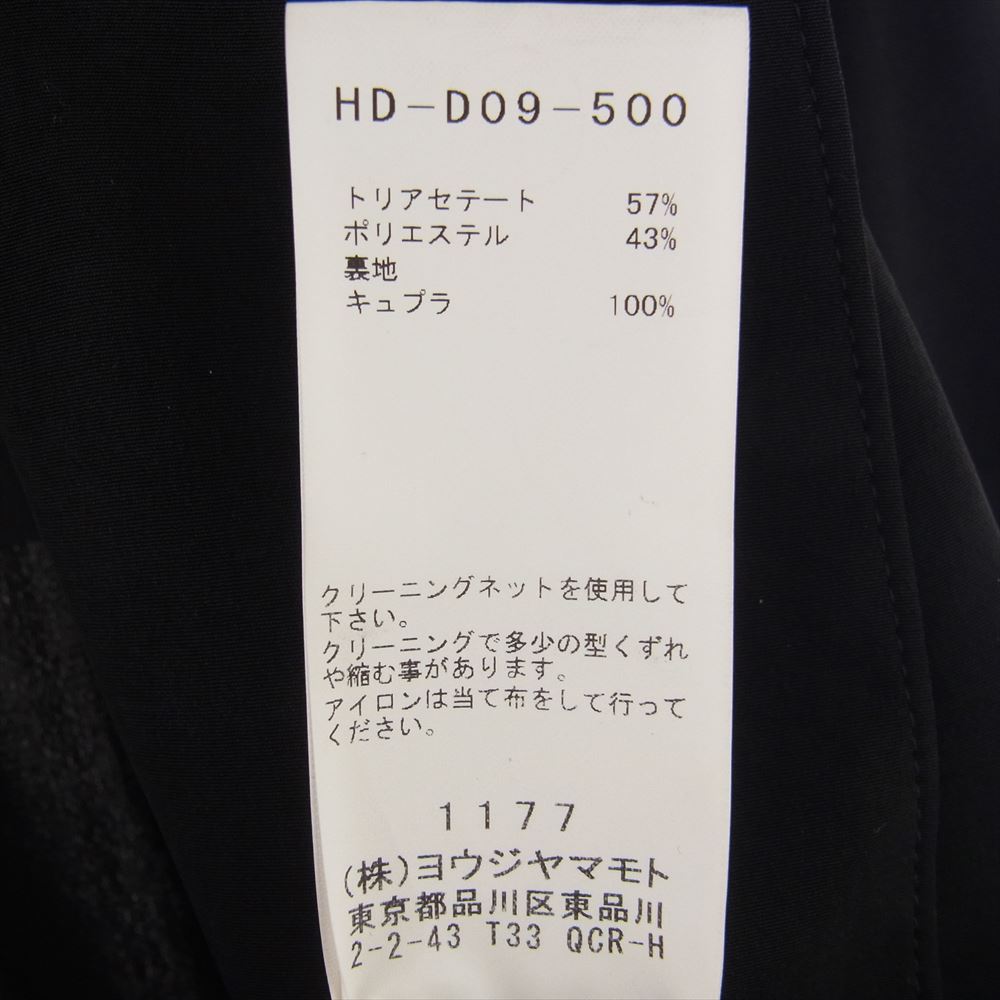 HD-D09-500
トリアセテート 57%
ポリエステル 43%
裏地
キュプラ 100%
クリーニングネットを使用して
下さい。
クリーニングで多少の型くずれ
や縮む事があります。
アイロンは当て布をして行って
ください。
1177
(株)ヨウジヤマモト
東京都品川区東品川
2-2-43 T33 QCR-H